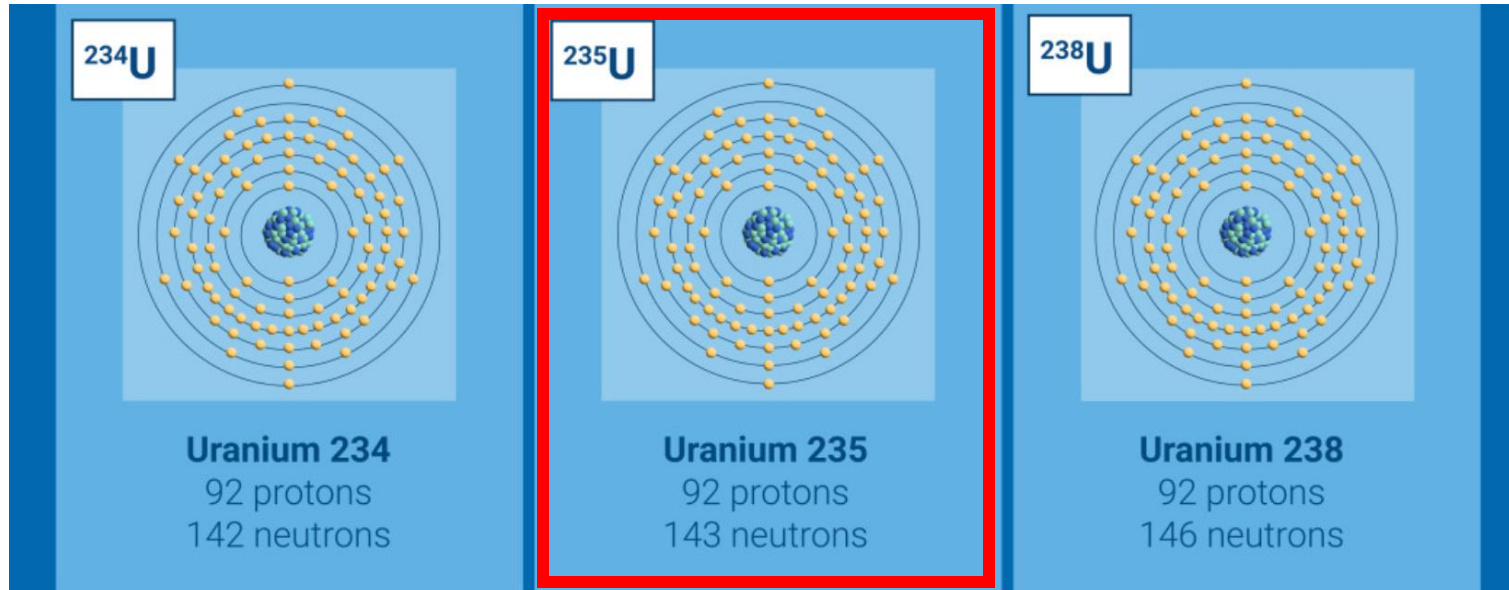 ²³⁴U
Uranium 234
92 protons
142 neutrons
²³⁵U
Uranium 235
92 protons
143 neutrons
²³⁸U
Uranium 238
92 protons
146 neutrons